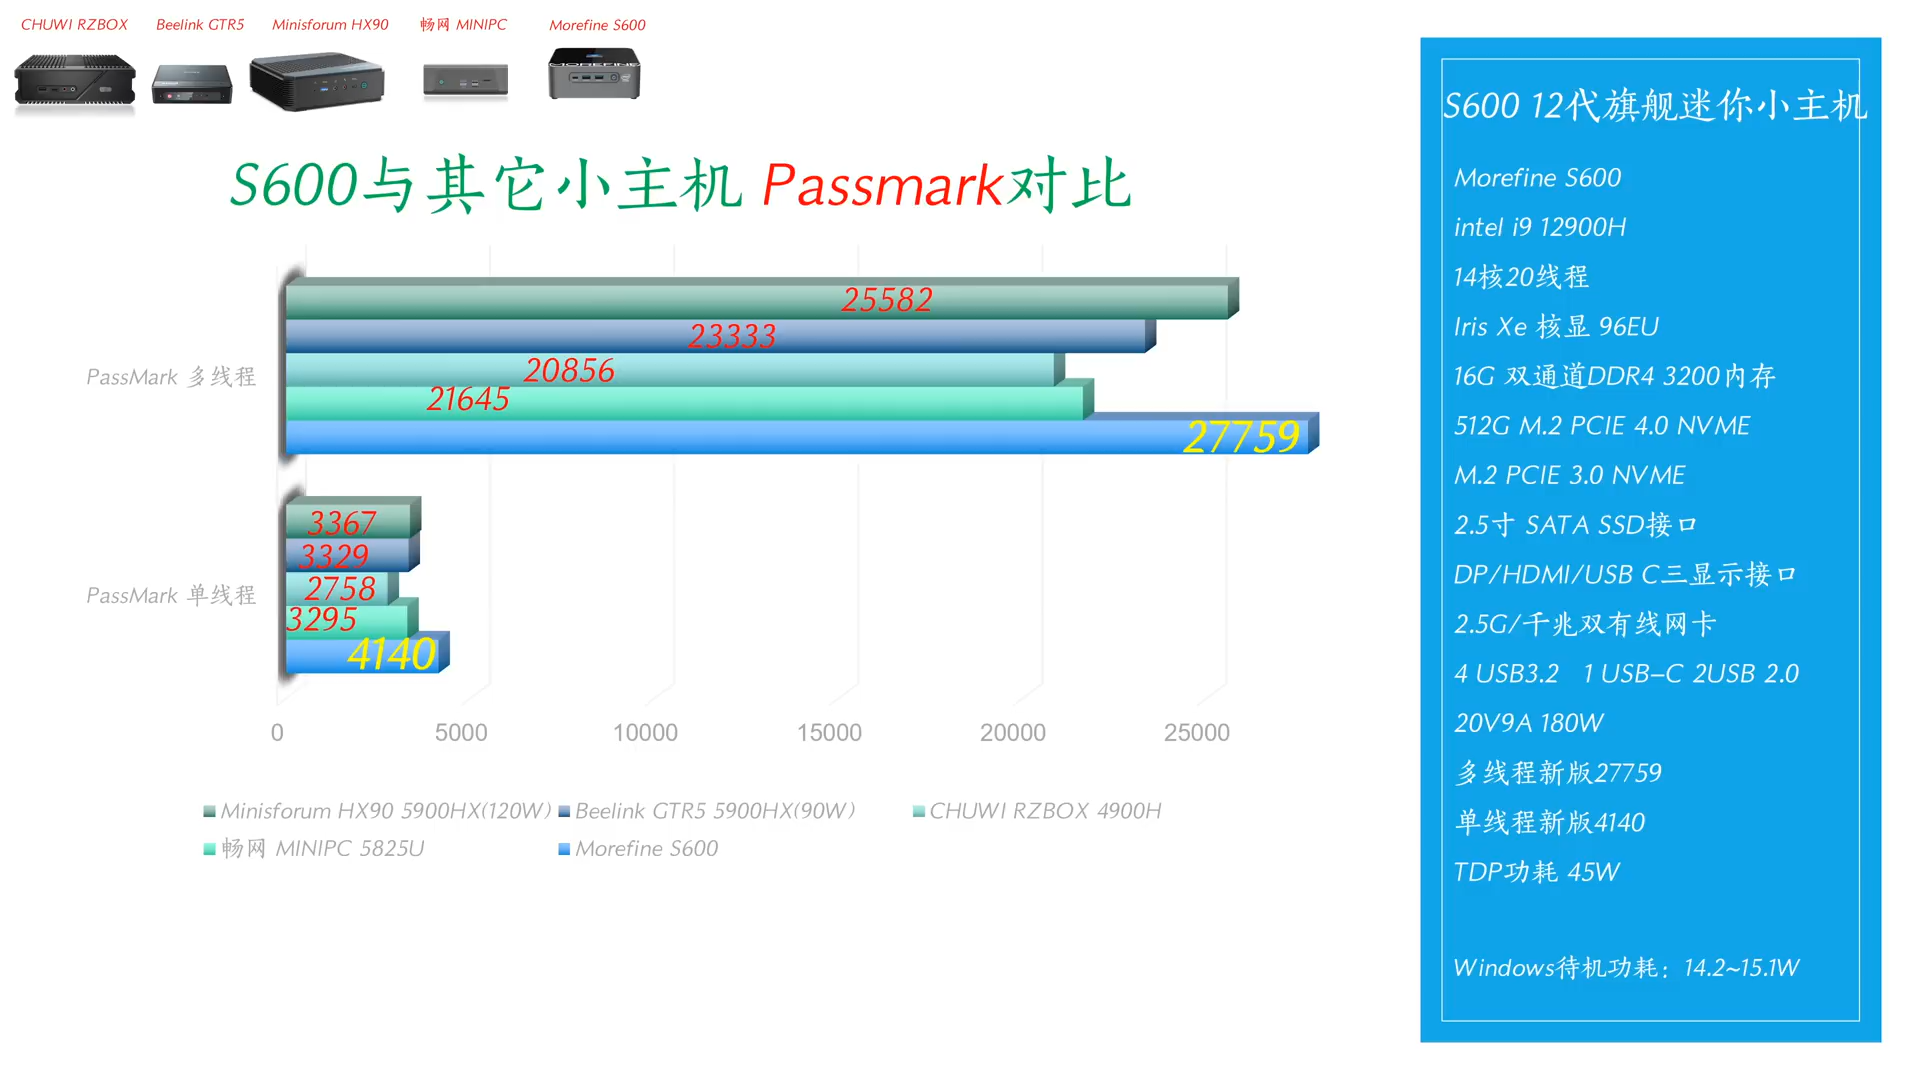 CHUWI RZBOX
Beelink GTR5
Minisforum HX90
畅网 MINIPC
Morefine S600
MOREFINE
S600与其它小主机 Passmark对比
PassMark 多线程
25582
23333
20856
21645
27759
PassMark 单线程
3367
3329
2758
3295
4140
0 5000 10000 15000 20000 25000
Minisforum HX90 5900HX(120W)
Beelink GTR5 5900HX(90W)
CHUWI RZBOX 4900H
畅网 MINIPC 5825U
Morefine S600
S600 12代旗舰迷你小主机
Morefine S600
intel i9 12900H
14核20线程
Iris Xe 核显 96EU
16G 双通道DDR4 3200内存
512G M.2 PCIE 4.0 NVME
M.2 PCIE 3.0 NVME
2.5寸 SATA SSD接口
DP/HDMI/USB C三显示接口
2.5G/千兆双有线网卡
4 USB3.2 1 USB-C 2USB 2.0
20V9A 180W
多线程新版27759
单线程新版4140
TDP功耗 45W
Windows待机功耗：14.2~15.1W